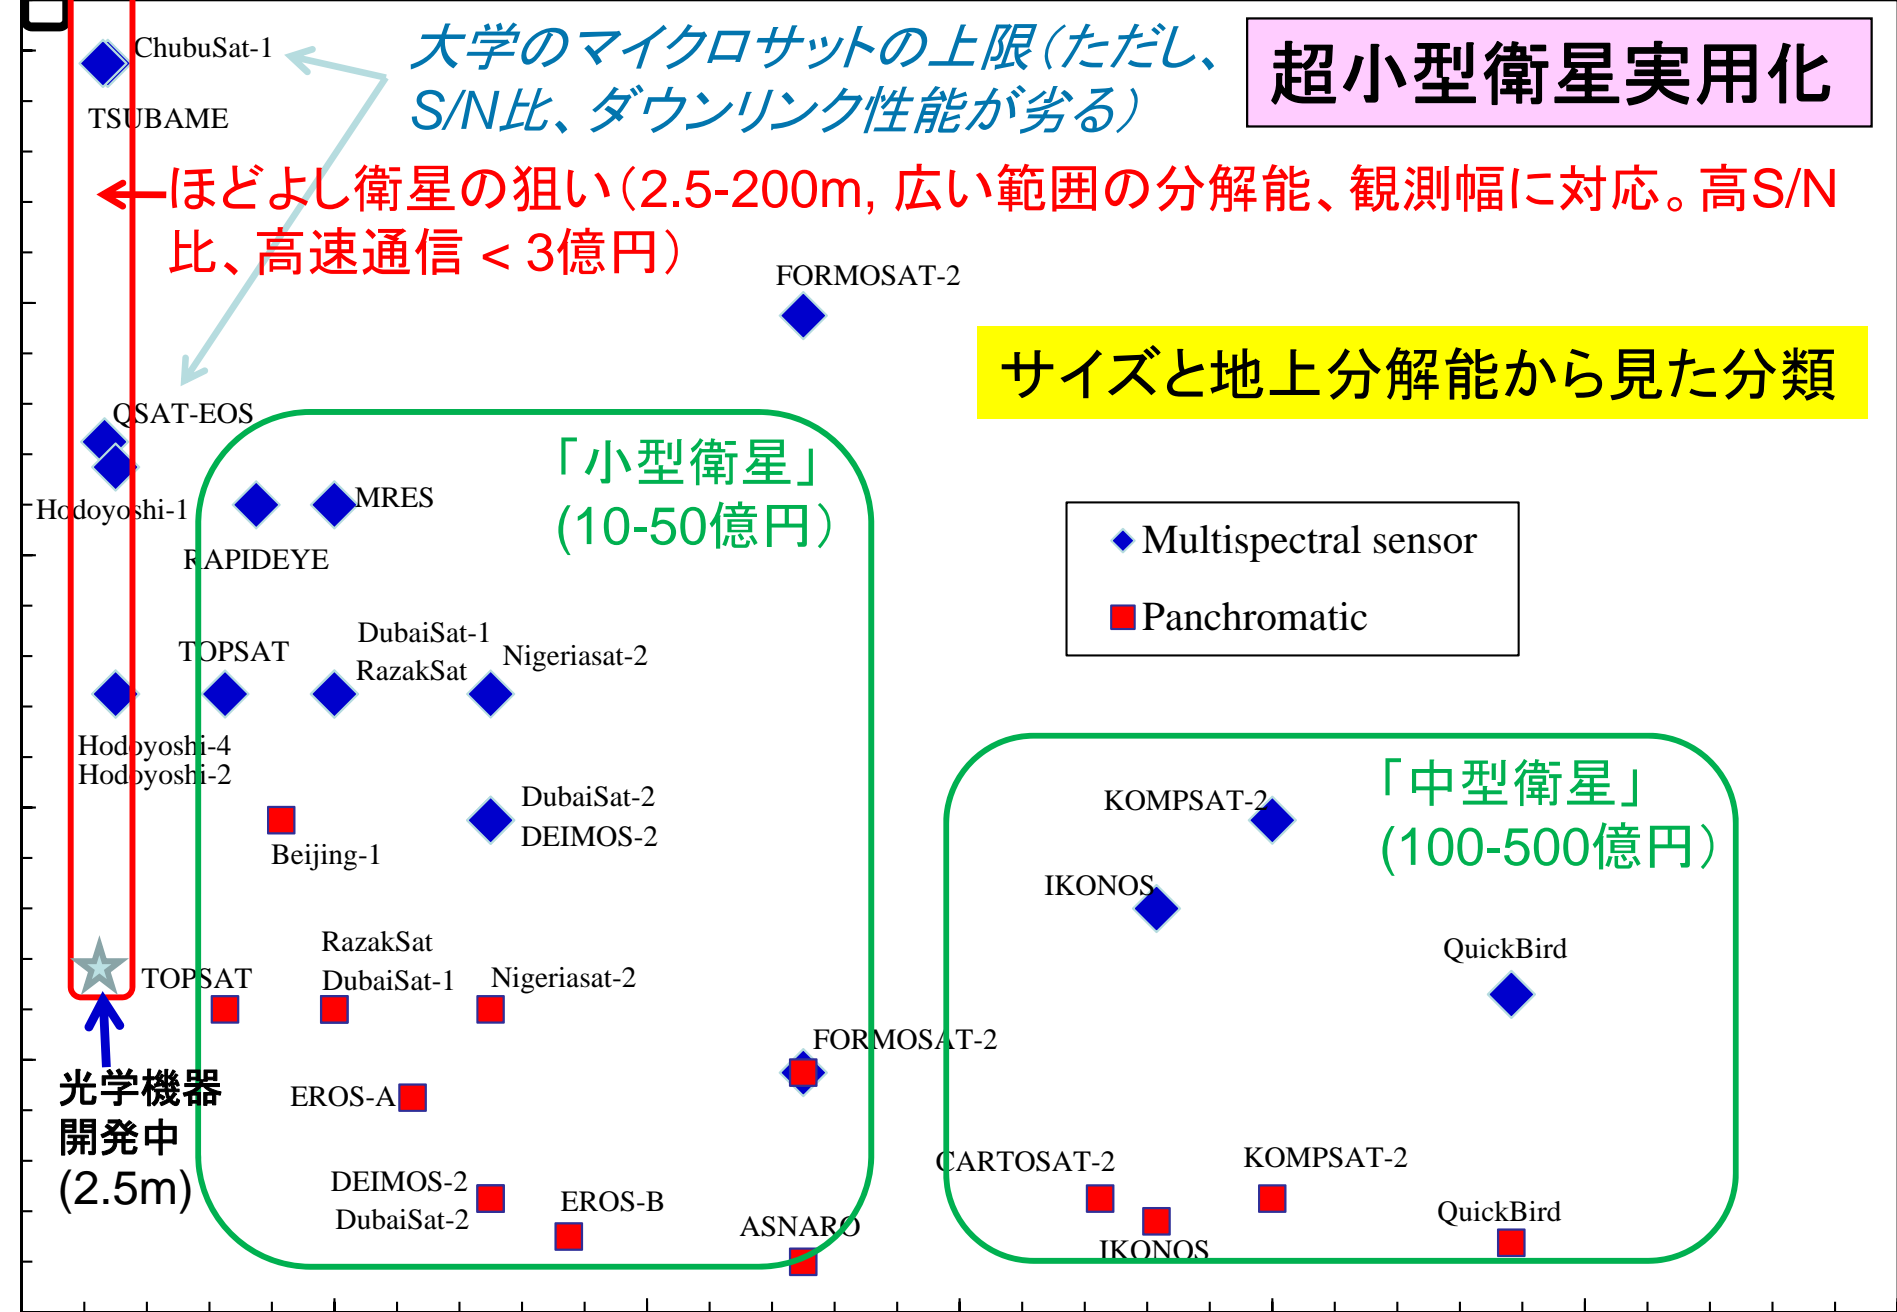 ChubuSat-1
TSUBAME
大学のマイクロサットの上限(ただし、
S/N比、ダウンリンク性能が劣る)
超小型衛星実用化
ほどよし衛星の狙い(2.5-200m, 広い範囲の分解能、観測幅に対応。高S/N
比、高速通信 < 3億円)
FORMOSAT-2
サイズと地上分解能から見た分類
QSAT-EOS
Hodoyoshi-1
「小型衛星」
(10-50億円)
MRES
RAPIDEYE
Multispectral sensor
Panchromatic
TOPSAT
DubaiSat-1
RazakSat
Nigeriasat-2
Hodoyoshi-4
Hodoyoshi-2
DubaiSat-2
DEIMOS-2
Beijing-1
「中型衛星」
(100-500億円)
KOMPSAT-2
IKONOS
QuickBird
TOPSAT
RazakSat
DubaiSat-1
Nigeriasat-2
FORMOSAT-2
光学機器
開発中
(2.5m)
EROS-A
DEIMOS-2
DubaiSat-2
EROS-B
ASNARO
CARTOSAT-2
KOMPSAT-2
IKONOS
QuickBird